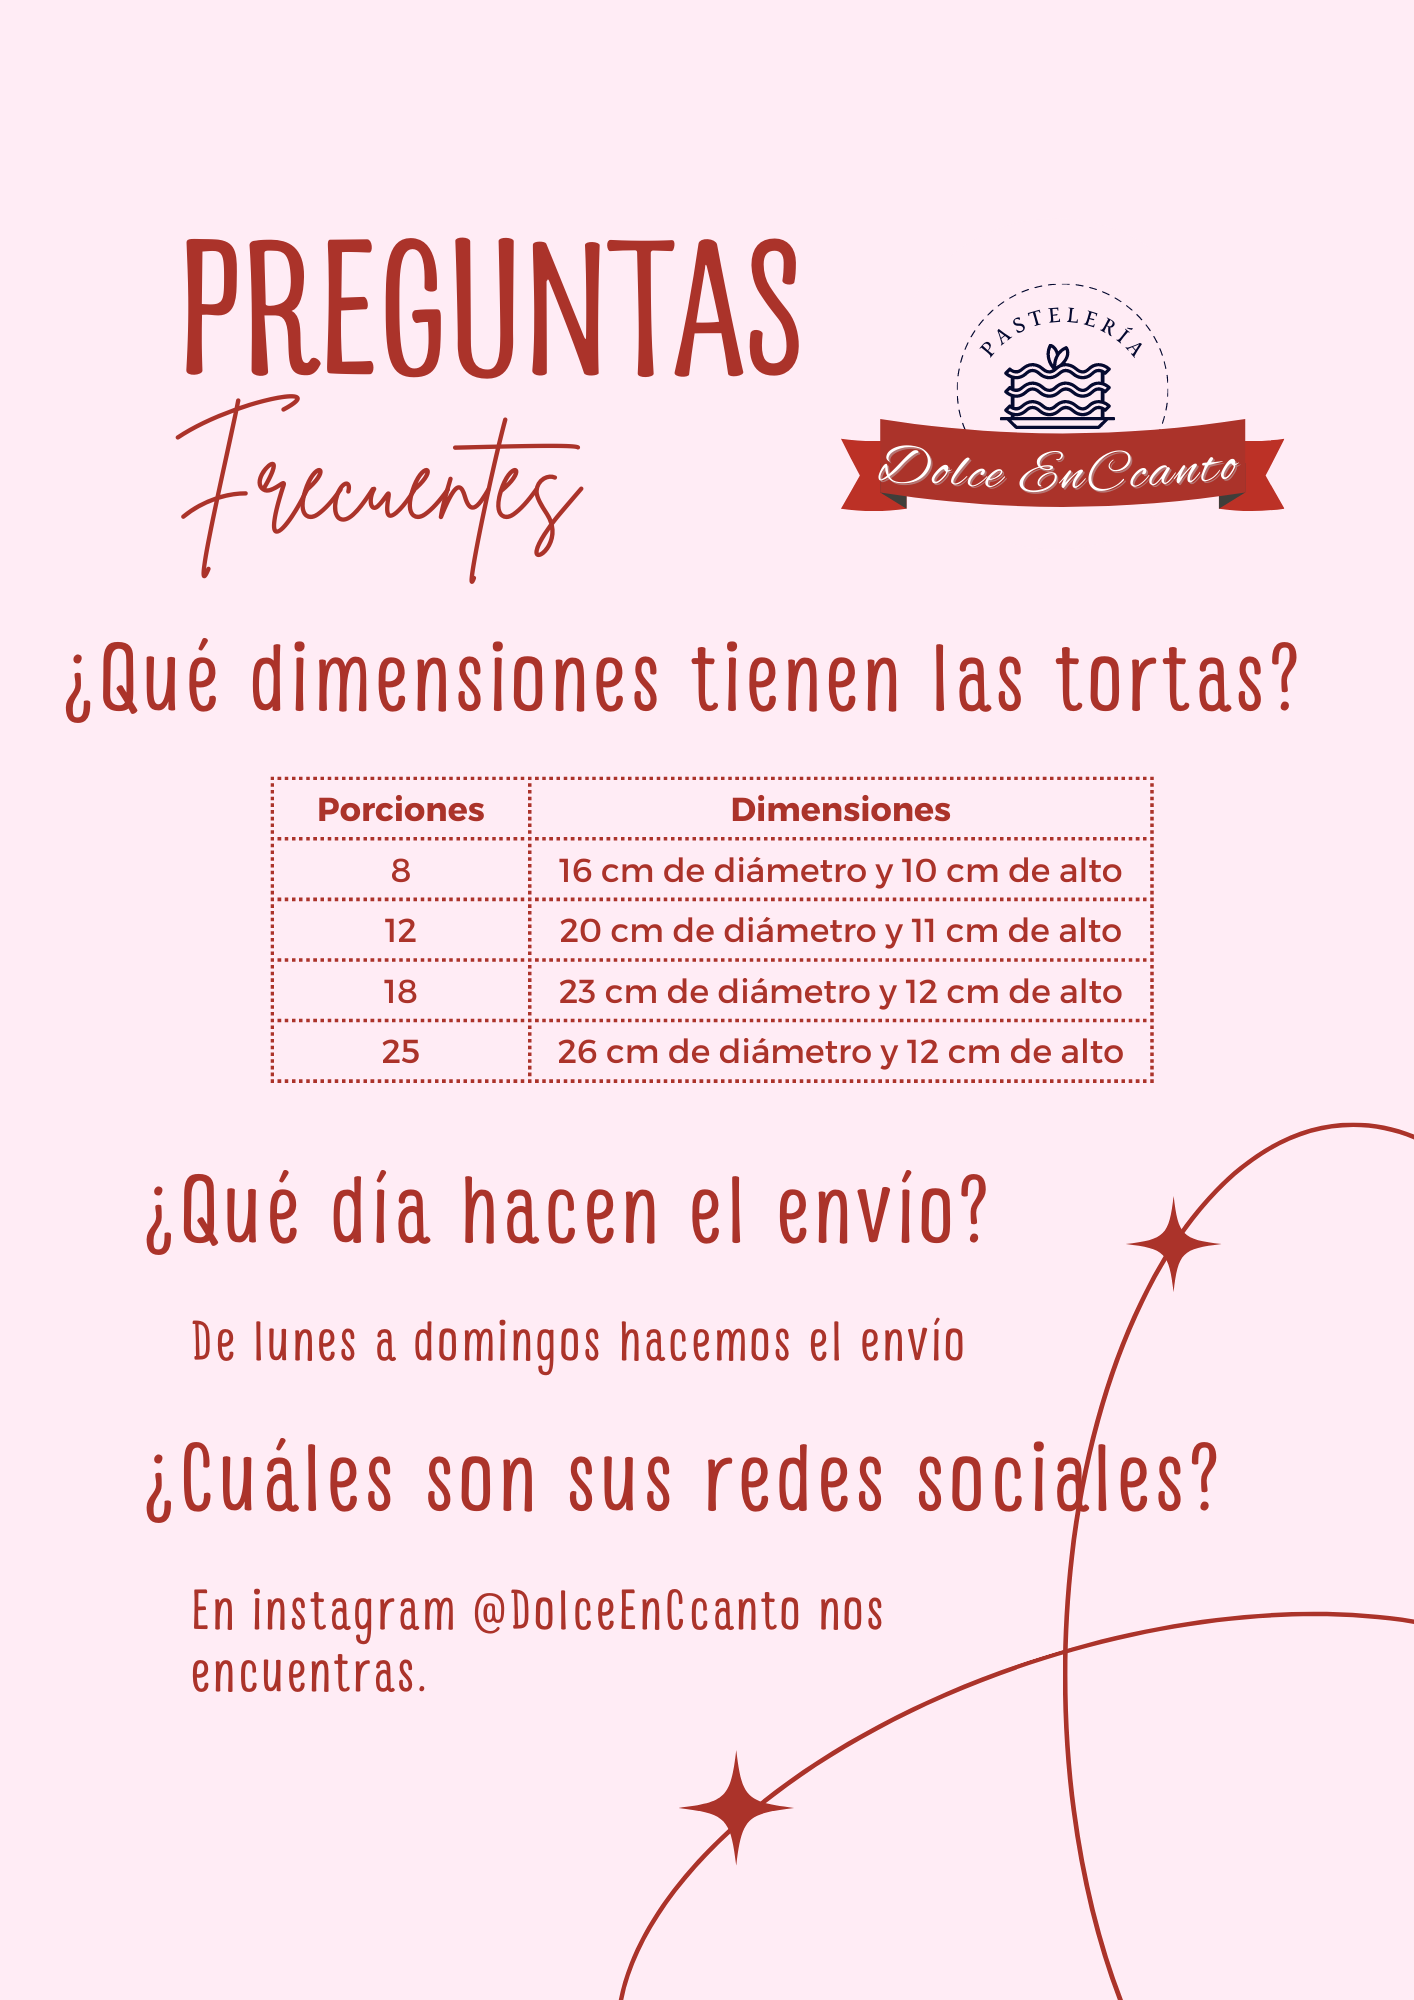 PREGUNTAS
Frecuentes
PASTELERÍA
Dolce EnCcanto
¿Qué dimensiones tienen las tortas?
Porciones Dimensiones
8 16 cm de diámetro y 10 cm de alto
12 20 cm de diámetro y 11 cm de alto
18 23 cm de diámetro y 12 cm de alto
25 26 cm de diámetro y 12 cm de alto
¿Qué día hacen el envío?
De lunes a domingos hacemos el envío
¿Cuáles son sus redes sociales?
En instagram @DolceEnCcanto nos
encuentras.